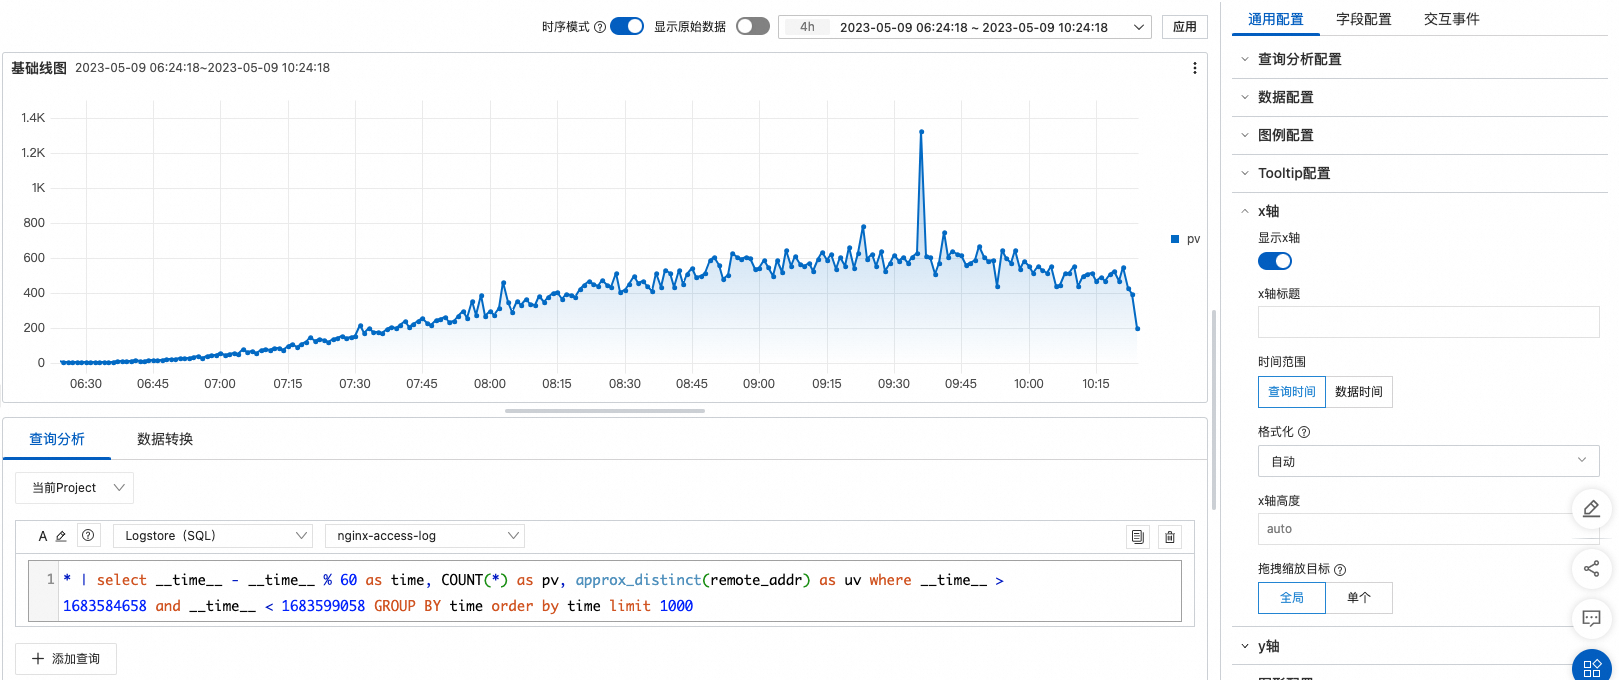 时序模式
显示原始数据
4h 2023-05-09 06:24:18 ~ 2023-05-09 10:24:18
应用
基础线图 2023-05-09 06:24:18~2023-05-09 10:24:18
1.4K
1.2K
1K
800
600
400
200
0
06:30 06:45 07:00 07:15 07:30 07:45 08:00 08:15 08:30 08:45 09:00 09:15 09:30 09:45 10:00 10:15
pv
查询分析 数据转换
当前Project
A Logstore (SQL) nginx-access-log
1 * | select __time__ - __time__ % 60 as time, COUNT(*) as pv, approx_distinct(remote_addr) as uv where __time__ >
1683584658 and __time__ < 1683599058 GROUP BY time order by time limit 1000
添加查询
通用配置 字段配置 交互事件
查询分析配置
数据配置
图例配置
Tooltip配置
x轴
显示x轴
x轴标题
时间范围
查询时间 数据时间
格式化
自动
x轴高度
auto
拖拽缩放目标
全局 单个
y轴